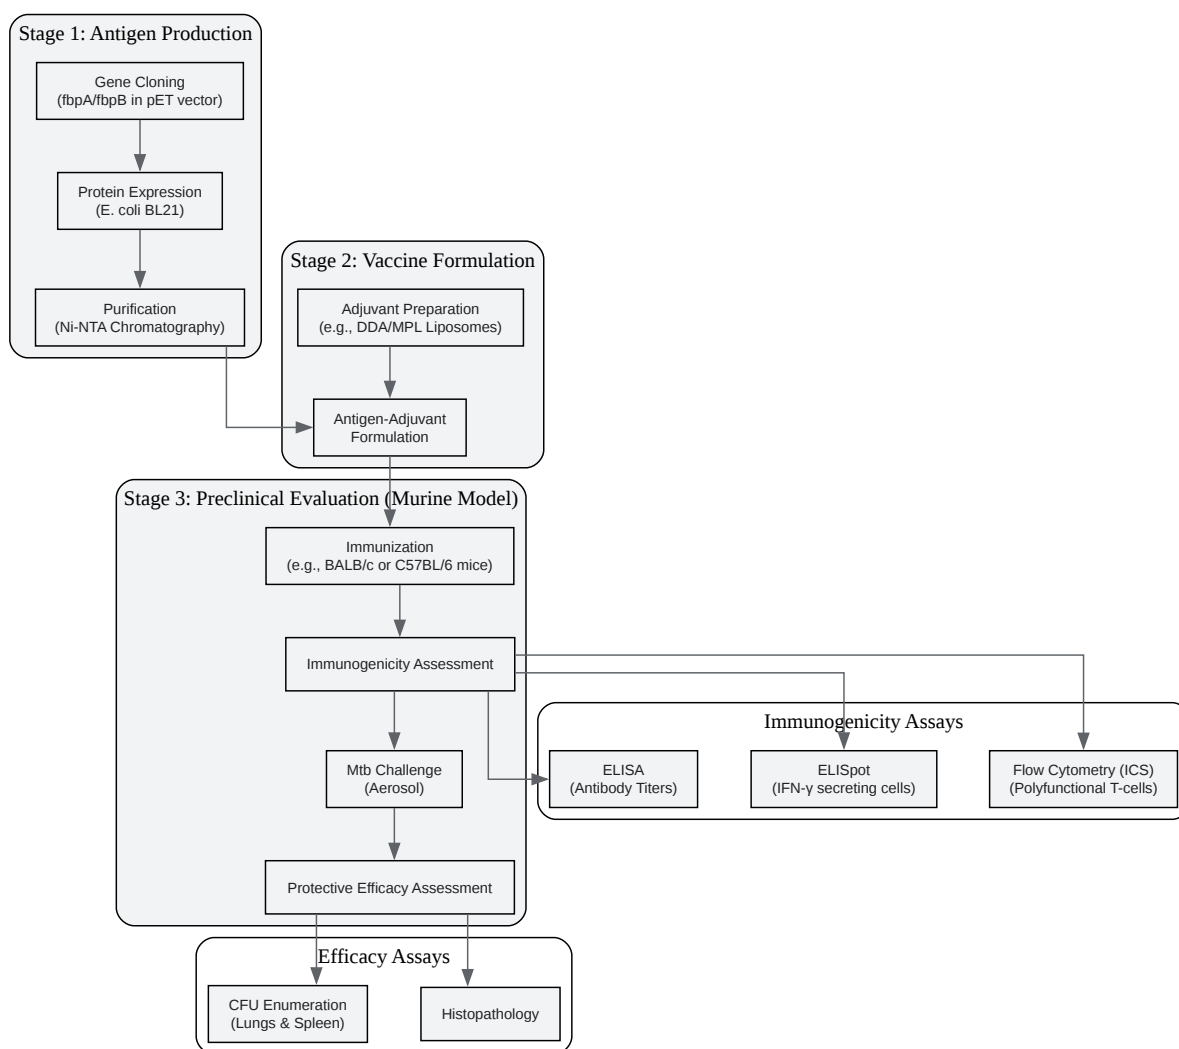 Stage 1: Antigen Production
Gene Cloning
(fbpA/fbpB in pET vector)
Protein Expression
(E. coli BL21)
Purification
(Ni-NTA Chromatography)
Stage 2: Vaccine Formulation
Adjuvant Preparation
(e.g., DDA/MPL Liposomes)
Antigen-Adjuvant
Formulation
Stage 3: Preclinical Evaluation (Murine Model)
Immunization
(e.g., BALB/c or C57BL/6 mice)
Immunogenicity Assessment
Mtb Challenge
(Aerosol)
Protective Efficacy Assessment
Immunogenicity Assays
ELISA
(Antibody Titers)
ELISpot
(IFN-γ secreting cells)
Flow Cytometry (ICS)
(Polyfunctional T-cells)
Efficacy Assays
CFU Enumeration
(Lungs & Spleen)
Histopathology